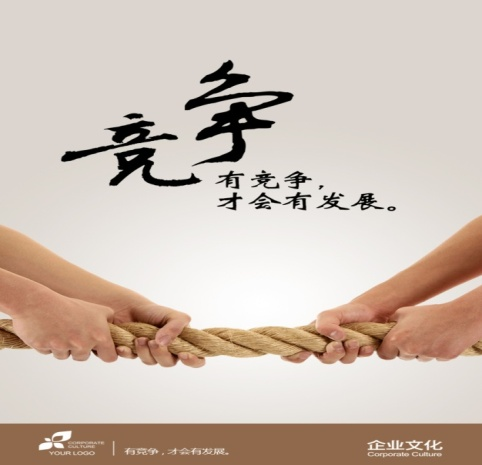 竞争
有竞争，
才会有发展。
CORPORATE
CULTURE
YOUR LOGO
有竞争，才会有发展。
企业文化
Corporate Culture